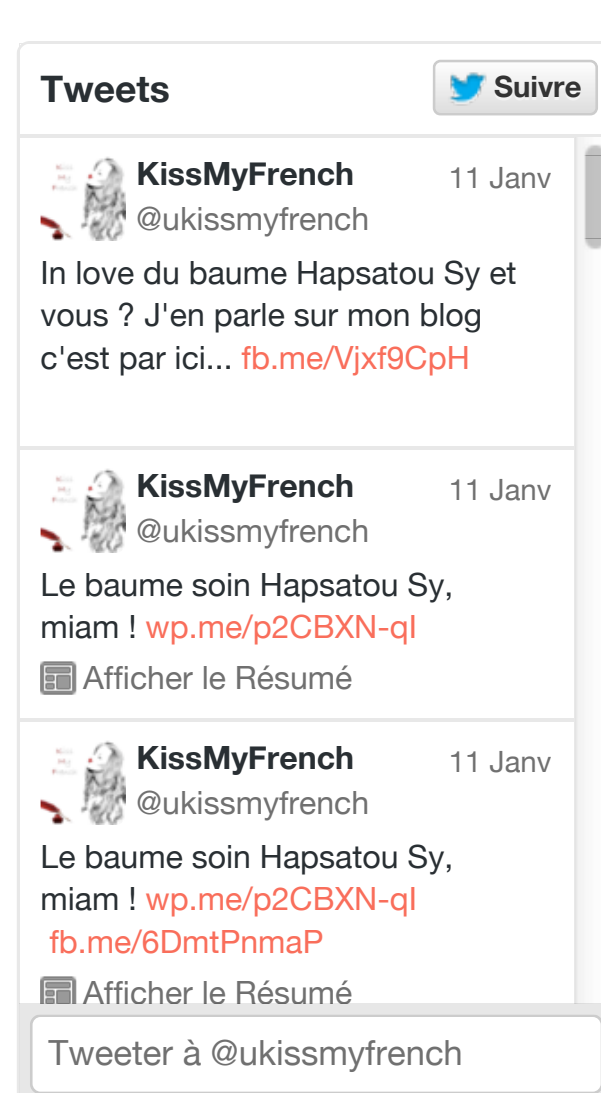 Tweets
Suivre
KissMyFrench
11 Janv
@ukissmyfrench
In love du baume Hapsatou Sy et
vous ? J'en parle sur mon blog
c'est par ici... fb.me/Vjxf9CpH
KissMyFrench
11 Janv
@ukissmyfrench
Le baume soin Hapsatou Sy,
miam ! wp.me/p2CBXN-qI
Afficher le Résumé
KissMyFrench
11 Janv
@ukissmyfrench
Le baume soin Hapsatou Sy,
miam ! wp.me/p2CBXN-qI
fb.me/6DmtPnmaP
Afficher le Résumé
Tweeter à @ukissmyfrench